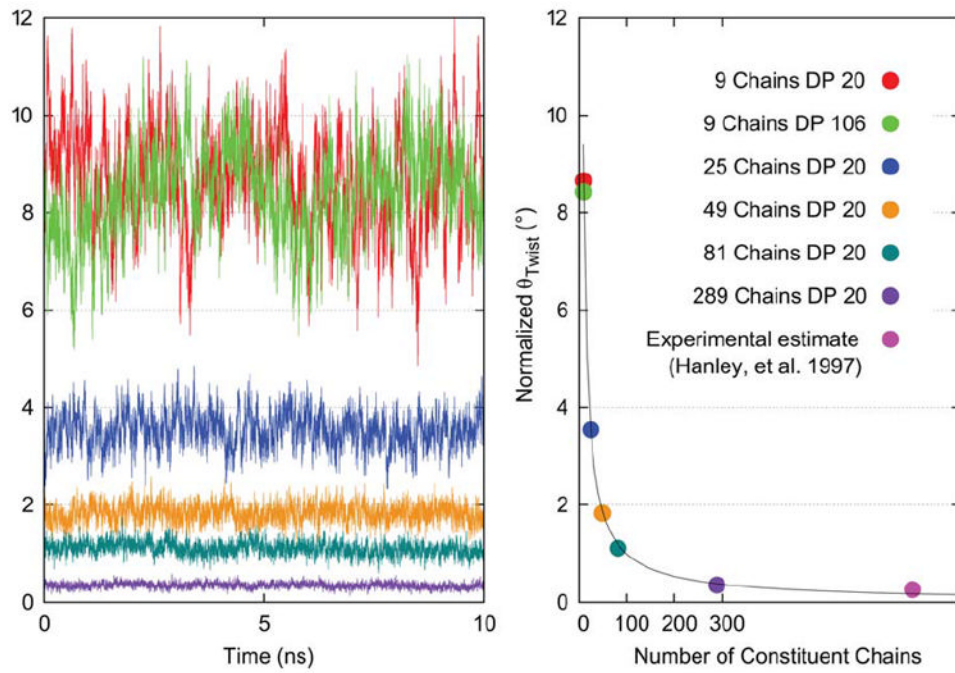 12
10
8
6
4
2
0
0
5
10
Time (ns)
12
10
8
6
4
2
0
Normalized θTwist (°)
9 Chains DP 20
9 Chains DP 106
25 Chains DP 20
49 Chains DP 20
81 Chains DP 20
289 Chains DP 20
Experimental estimate
(Hanley, et al. 1997)
0 100 200 300
Number of Constituent Chains